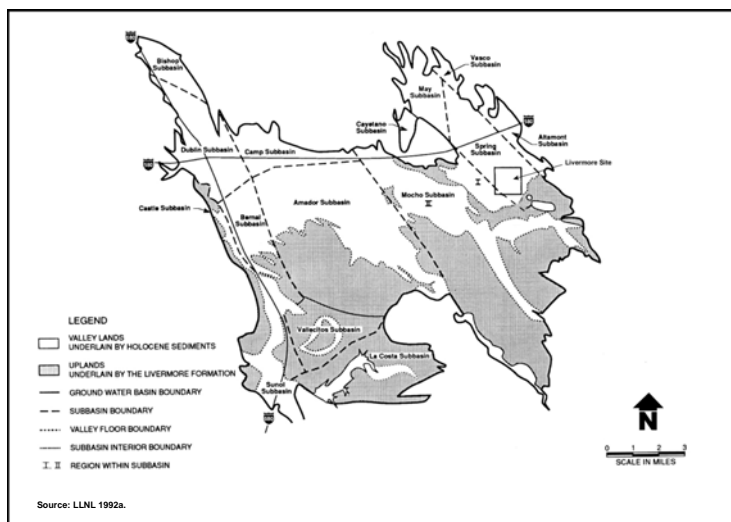 Bishop
Subbasin
Vasco
Subbasin
May
Subbasin
Cayetano
Subbasin
Altamont
Subbasin
Spring
Subbasin
Dublin Subbasin
Camp Subbasin
Livermore Site
I
Mocho Subbasin
II
Castle Subbasin
Amador Subbasin
Bernal
Subbasin
Vallecitos Subbasin
La Costa Subbasin
Sunol
Subbasin
LEGEND
VALLEY LANDS
UNDERLAIN BY HOLOCENE SEDIMENTS
UPLANDS
UNDERLAIN BY THE LIVERMORE FORMATION
GROUND WATER BASIN BOUNDARY
SUBBASIN BOUNDARY
VALLEY FLOOR BOUNDARY
SUBBASIN INTERIOR BOUNDARY
I, II REGION WITHIN SUBBASIN
N
0 1 2 3
SCALE IN MILES
Source: LLNL 1992a.